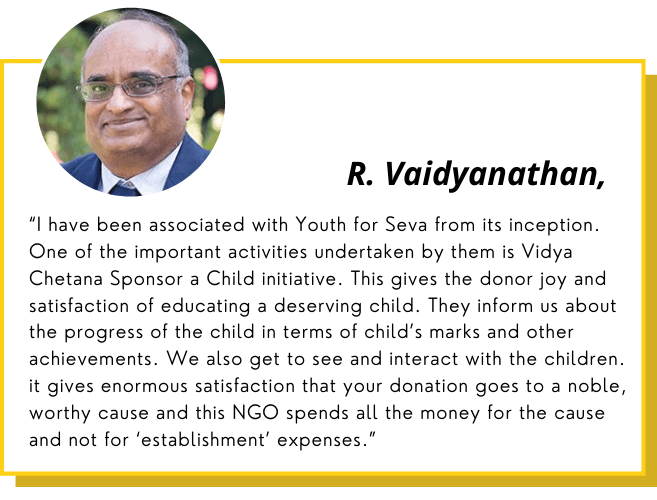 R. Vaidyanathan,
“I have been associated with Youth for Seva from its inception.
One of the important activities undertaken by them is Vidya
Chetana Sponsor a Child initiative. This gives the donor joy and
satisfaction of educating a deserving child. They inform us about
the progress of the child in terms of child’s marks and other
achievements. We also get to see and interact with the children.
it gives enormous satisfaction that your donation goes to a noble,
worthy cause and this NGO spends all the money for the cause
and not for ‘establishment’ expenses.”